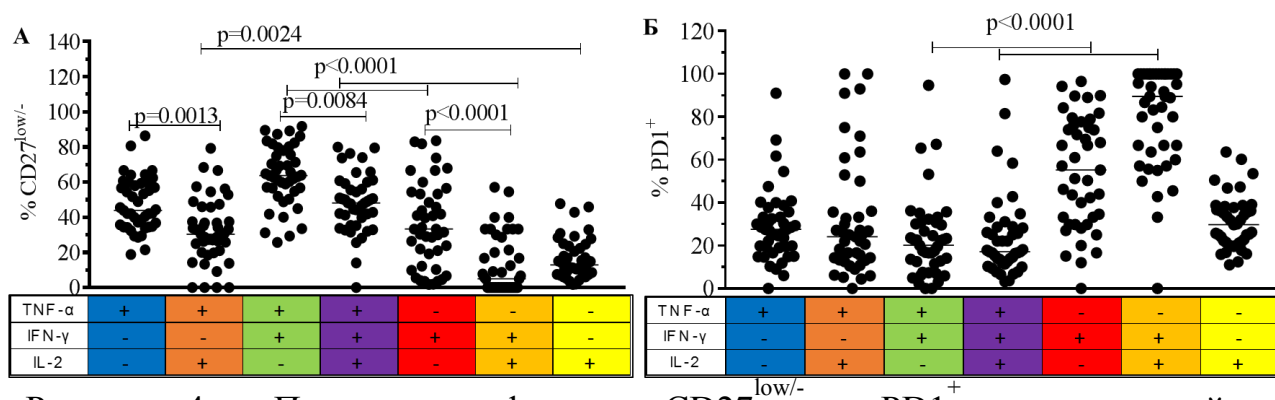 А
% CD27low/-
140
120
100
80
60
40
20
0
p=0.0024
p<0.0001
p=0.0084
p=0.0013
p<0.0001
TNF-α + + + + - - -
IFN-γ - - + + + + -
IL-2 - + - + - + +
Б
% PD1+
120
100
80
60
40
20
0
p<0.0001
TNF-α + + + + - - -
IFN-γ - - + + + + -
IL-2 - + - + - + +
low/- +
CD27 PD1